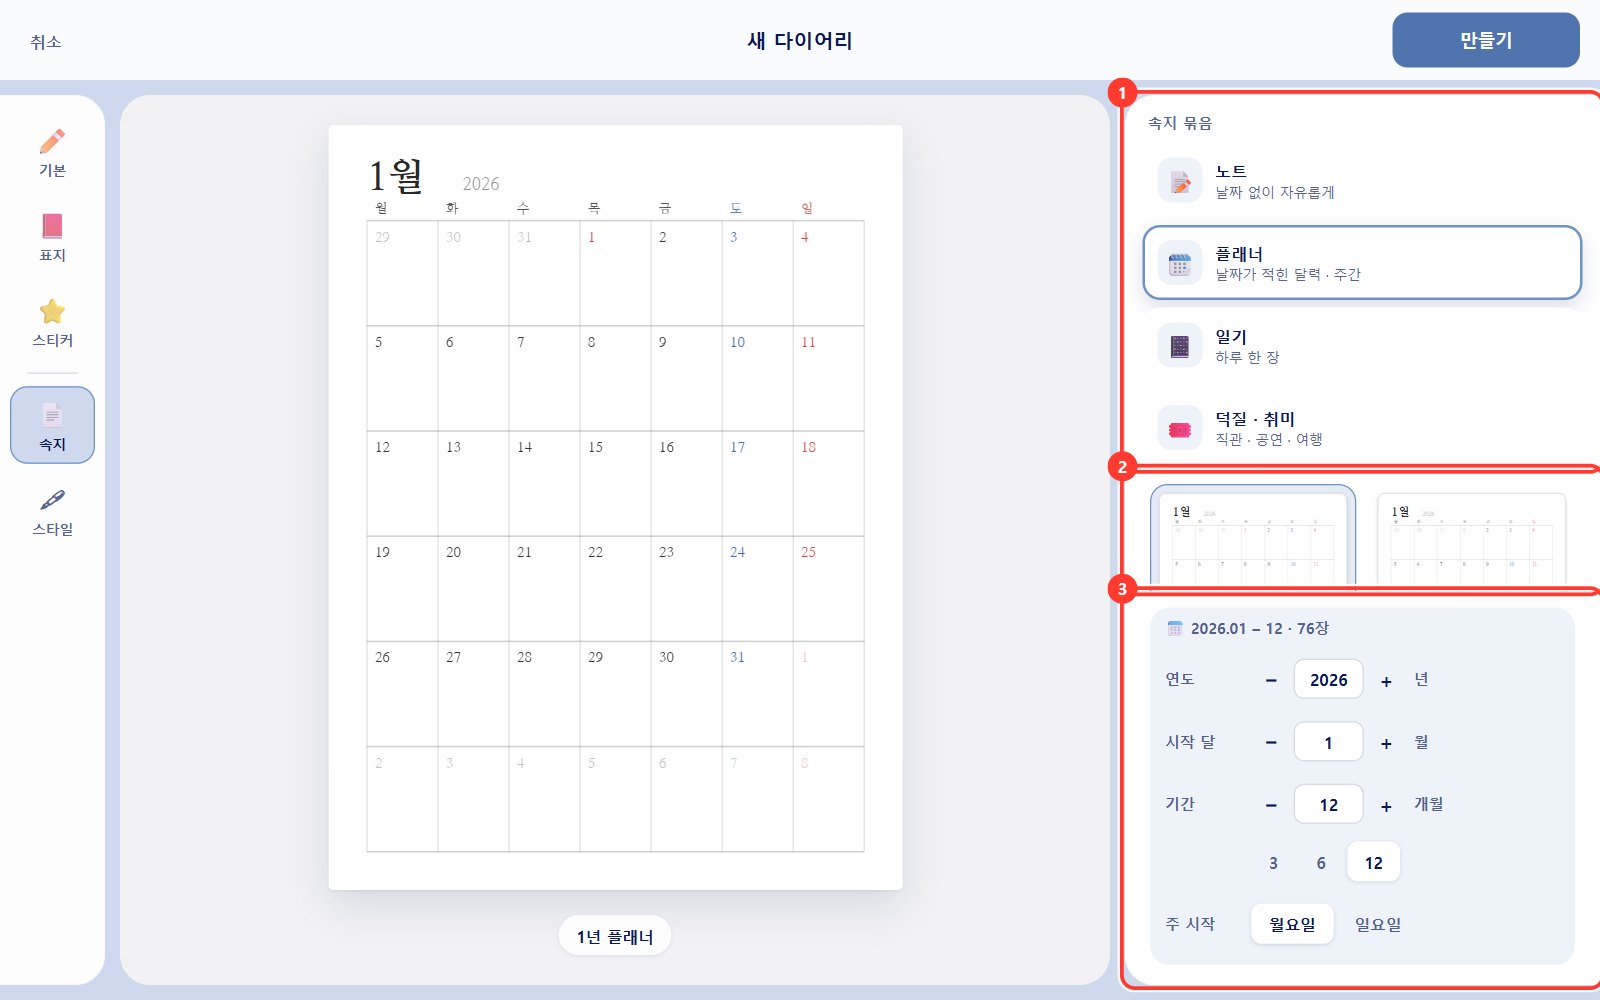 취소
새 다이어리
만들기
기본
표지
스티커
속지
스타일
1월 2026
월 화 수 목 금 토 일
29 30 31 1 2 3 4
5 6 7 8 9 10 11
12 13 14 15 16 17 18
19 20 21 22 23 24 25
26 27 28 29 30 31 1
2 3 4 5 6 7 8
1년 플래너
1
속지 묶음
노트
날짜 없이 자유롭게
플래너
날짜가 적힌 달력 · 주간
일기
하루 한 장
덕질 · 취미
직관 · 공연 · 여행
2
1월 2026
1월 2026
3
2026.01 – 12 · 76장
연도 − 2026 + 년
시작 달 − 1 + 월
기간 − 12 + 개월
3 6 12
주 시작 월요일 일요일